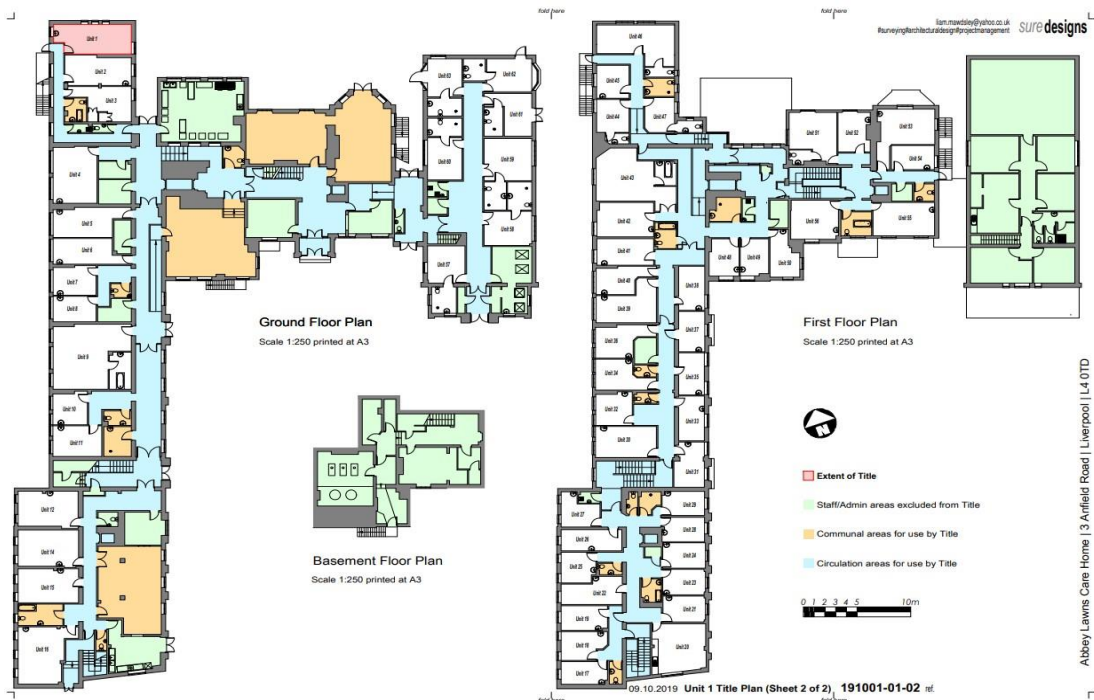 fold here
fold here
liam.mawdsley@yahoo.co.uk
#surveying#architecturaldesign#projectmanagement
sure designs
Unit 1
Unit 2
Unit 3
Unit 4
Unit 5
Unit 6
Unit 7
Unit 8
Unit 9
Unit 10
Unit 11
Unit 12
Unit 14
Unit 15
Unit 16
Unit 63
Unit 62
Unit 61
Unit 60
Unit 59
Unit 58
Unit 57
Ground Floor Plan
Scale 1:250 printed at A3
Basement Floor Plan
Scale 1:250 printed at A3
Unit 46
Unit 45
Unit 44
Unit 47
Unit 43
Unit 42
Unit 41
Unit 40
Unit 39
Unit 38
Unit 37
Unit 36
Unit 35
Unit 34
Unit 33
Unit 32
Unit 31
Unit 30
Unit 51
Unit 52
Unit 53
Unit 54
Unit 55
Unit 56
Unit 48
Unit 49
Unit 50
Unit 27
Unit 29
Unit 28
Unit 26
Unit 25
Unit 24
Unit 23
Unit 22
Unit 21
Unit 20
Unit 19
Unit 18
Unit 17
First Floor Plan
Scale 1:250 printed at A3
N
Extent of Title
Staff/Admin areas excluded from Title
Communal areas for use by Title
Circulation areas for use by Title
0 1 2 3 4 5 10m
Abbey Lawns Care Home | 3 Anfield Road | Liverpool | L4 0TD
09.10.2019 Unit 1 Title Plan (Sheet 2 of 2) 191001-01-02 ref.
fold here
fold here